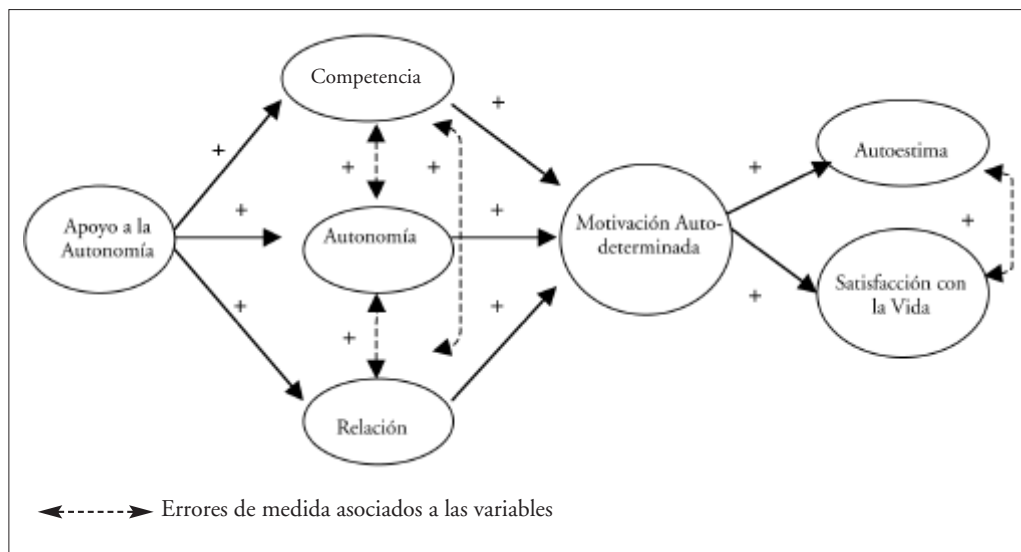 Competencia
+
+
+
+
Autoestima
+
+
+
Apoyo a la
Autonomía
Autonomía
+
Motivación Auto-
determinada
+
+
+
+
+
Satisfacción con
la Vida
Relación
Errores de medida asociados a las variables